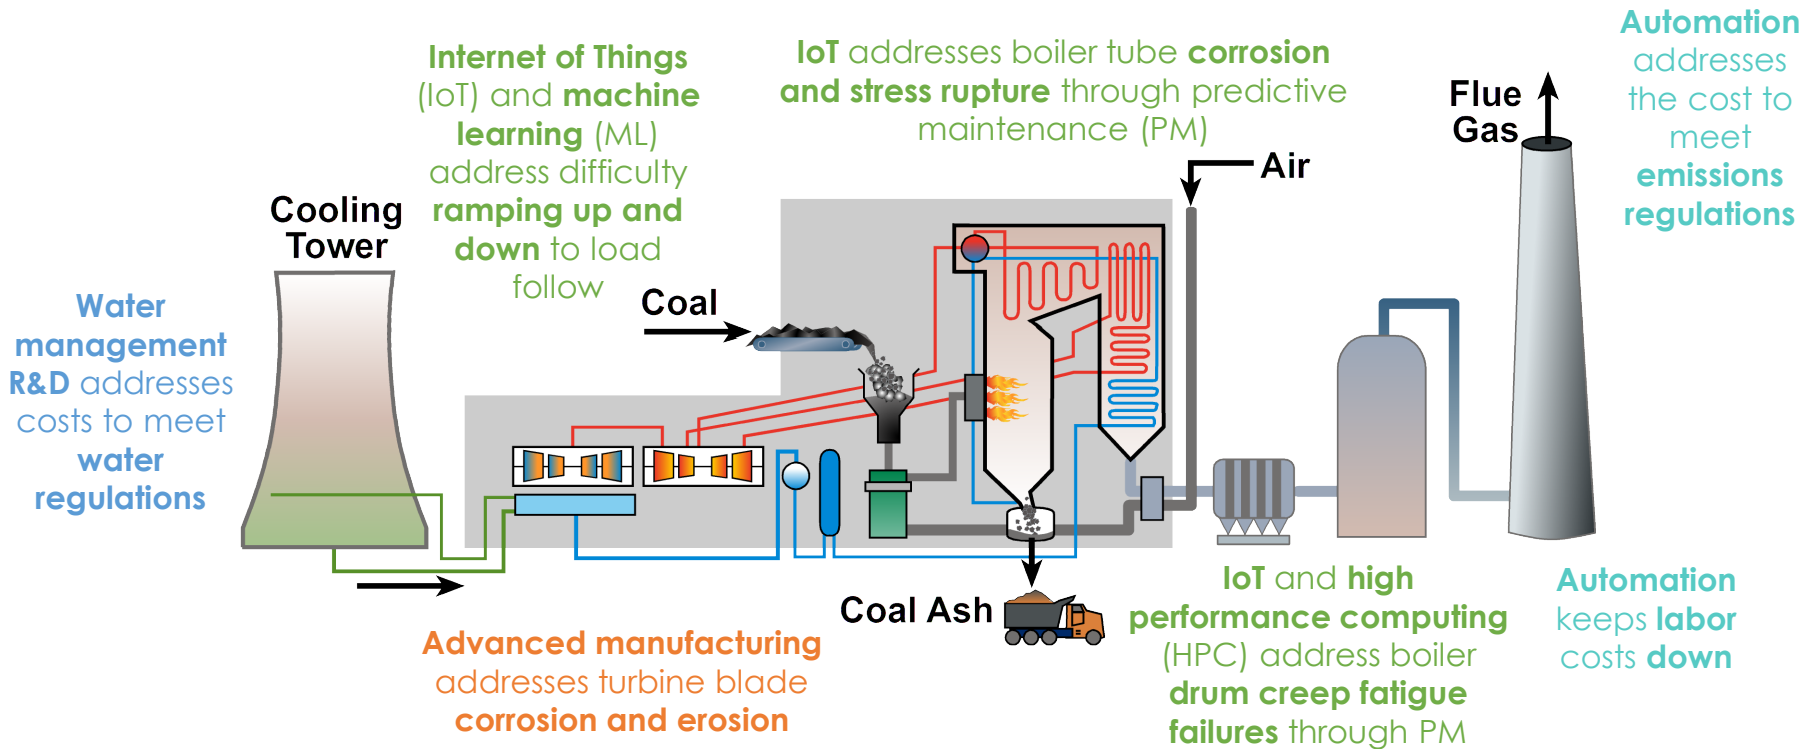 Internet of Things
(IoT) and machine
learning (ML)
address difficulty
ramping up and
down to load
follow
IoT addresses boiler tube corrosion
and stress rupture through predictive
maintenance (PM)
Automation
addresses
the cost to
meet
emissions
regulations
Flue
Gas
Air
Cooling
Tower
Coal
Water
management
R&D addresses
costs to meet
water
regulations
Coal Ash
Advanced manufacturing
addresses turbine blade
corrosion and erosion
IoT and high
performance computing
(HPC) address boiler
drum creep fatigue
failures through PM
Automation
keeps labor
costs down